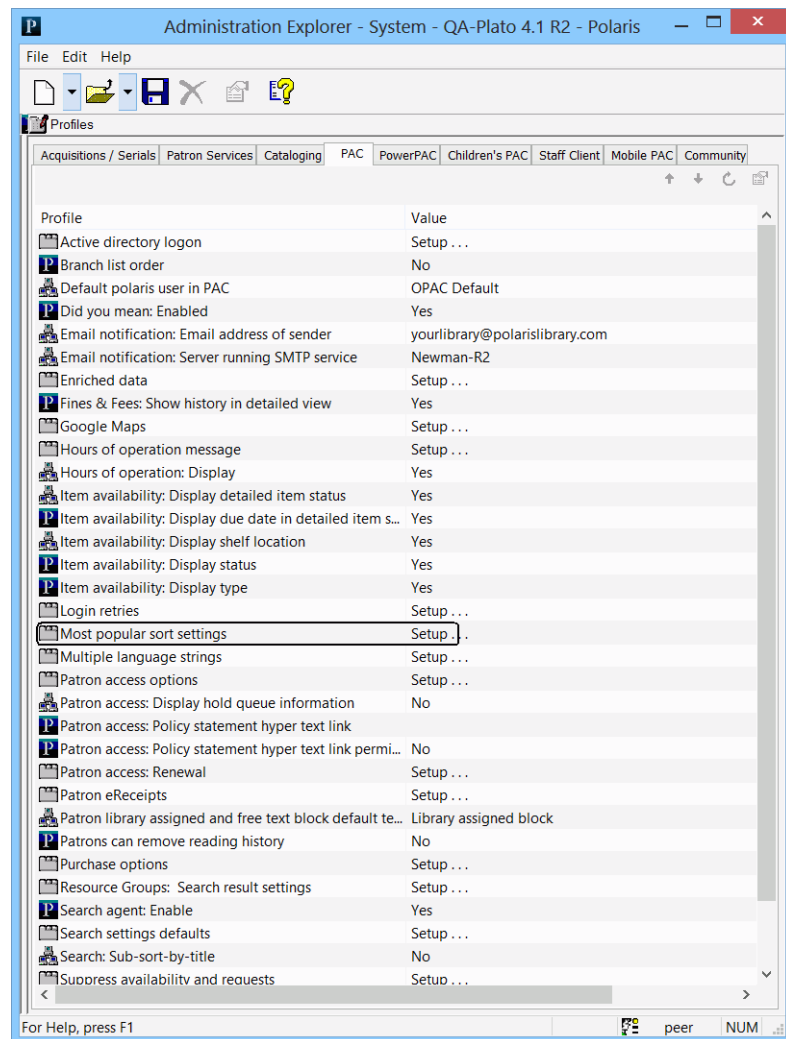 Administration Explorer - System - QA-Plato 4.1 R2 - Polaris
File Edit Help
Profiles
Acquisitions / Serials Patron Services Cataloging PAC PowerPAC Children's PAC Staff Client Mobile PAC Community
Profile Value
Active directory logon Setup . . .
Branch list order No
Default polaris user in PAC OPAC Default
Did you mean: Enabled Yes
Email notification: Email address of sender yourlibrary@polarislibrary.com
Email notification: Server running SMTP service Newman-R2
Enriched data Setup . . .
Fines & Fees: Show history in detailed view Yes
Google Maps Setup . . .
Hours of operation message Setup . . .
Hours of operation: Display Yes
Item availability: Display detailed item status Yes
Item availability: Display due date in detailed item s... Yes
Item availability: Display shelf location Yes
Item availability: Display status Yes
Item availability: Display type Yes
Login retries Setup . . .
Most popular sort settings Setup . . .
Multiple language strings Setup . . .
Patron access options Setup . . .
Patron access: Display hold queue information No
Patron access: Policy statement hyper text link
Patron access: Policy statement hyper text link permi... No
Patron access: Renewal Setup . . .
Patron eReceipts Setup . . .
Patron library assigned and free text block default te... Library assigned block
Patrons can remove reading history No
Purchase options Setup . . .
Resource Groups: Search result settings Setup . . .
Search agent: Enable Yes
Search settings defaults Setup . . .
Search: Sub-sort-by-title No
Suppress availability and requests Setup . . .
For Help, press F1 peer NUM